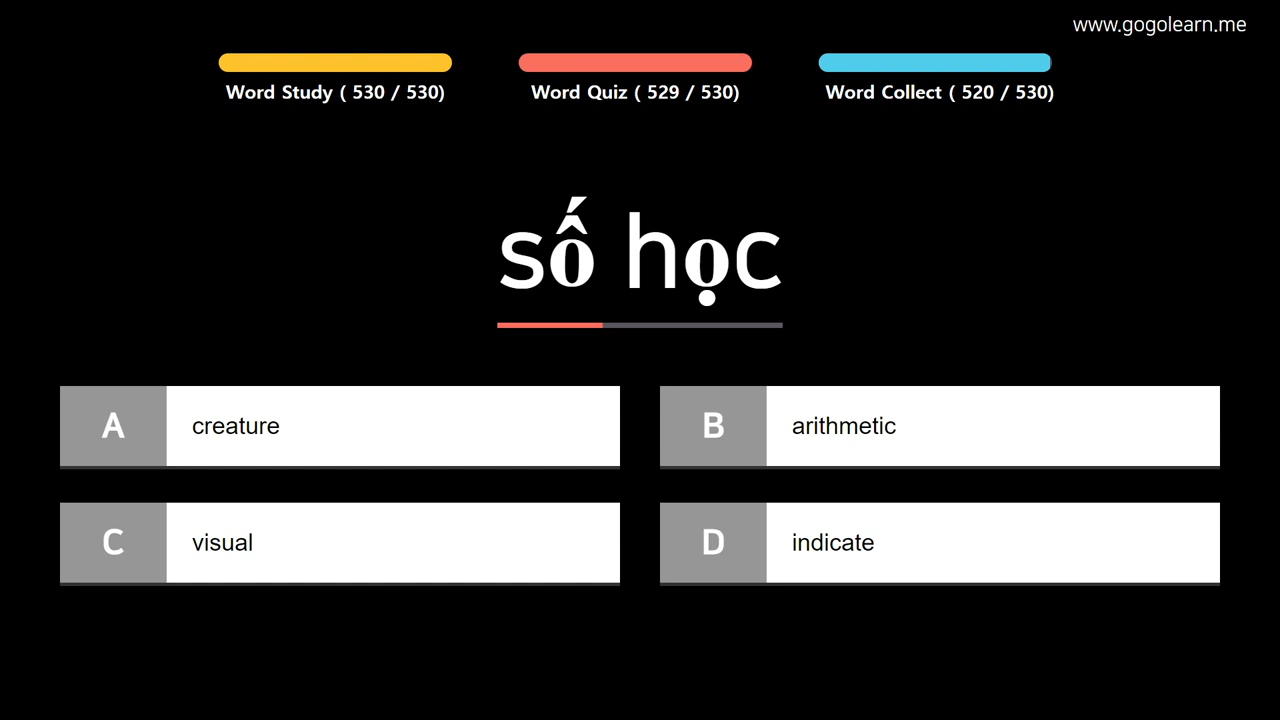 www.gogolearn.me
Word Study ( 530 / 530)
Word Quiz ( 529 / 530)
Word Collect ( 520 / 530)
số học
A creature
B arithmetic
C visual
D indicate